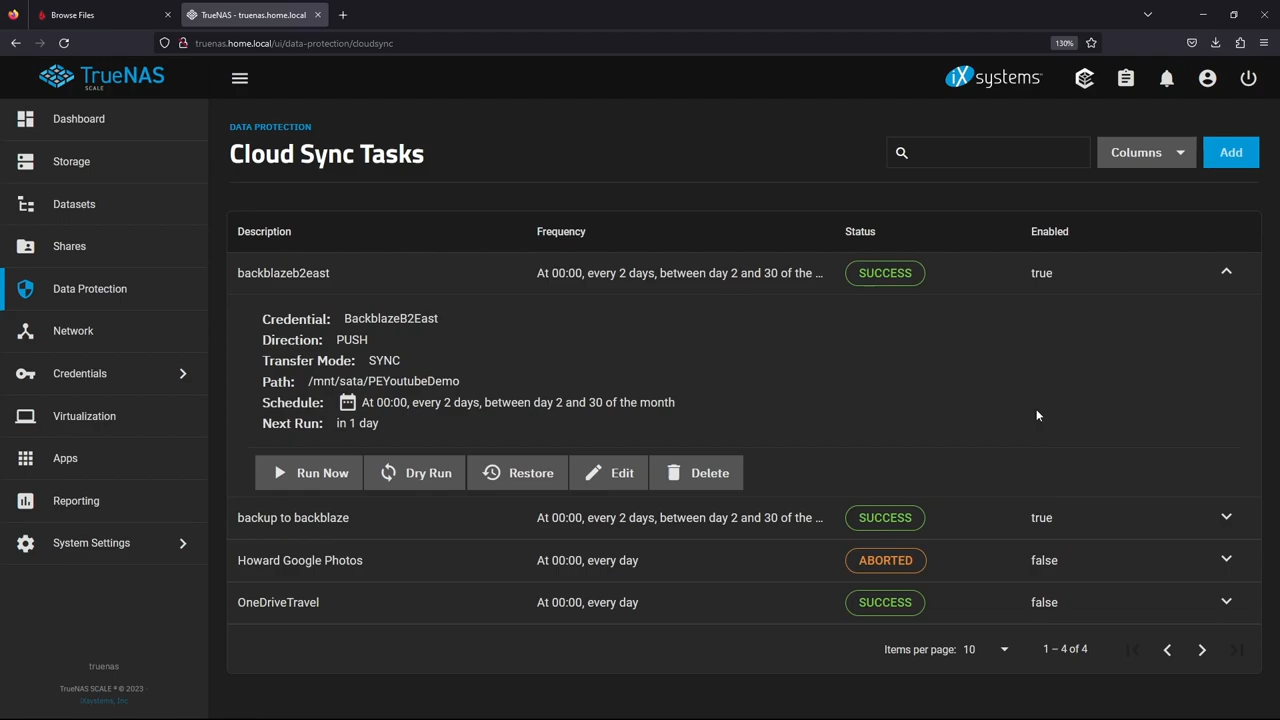 Browse Files
TrueNAS - truenas.home.local
truenas.home.local/ui/data-protection/cloudsync
130%
TrueNAS
SCALE
iXsystems
Dashboard
Storage
Datasets
Shares
Data Protection
Network
Credentials
Virtualization
Apps
Reporting
System Settings
truenas
TrueNAS SCALE ® © 2023
iXsystems, Inc
DATA PROTECTION
Cloud Sync Tasks
Columns
Add
Description Frequency Status Enabled
backblazeb2east At 00:00, every 2 days, between day 2 and 30 of the ... SUCCESS true
Credential: BackblazeB2East
Direction: PUSH
Transfer Mode: SYNC
Path: /mnt/sata/PEYoutubeDemo
Schedule: At 00:00, every 2 days, between day 2 and 30 of the month
Next Run: in 1 day
Run Now Dry Run Restore Edit Delete
backup to backblaze At 00:00, every 2 days, between day 2 and 30 of the ... SUCCESS true
Howard Google Photos At 00:00, every day ABORTED false
OneDriveTravel At 00:00, every day SUCCESS false
Items per page: 10 1 – 4 of 4